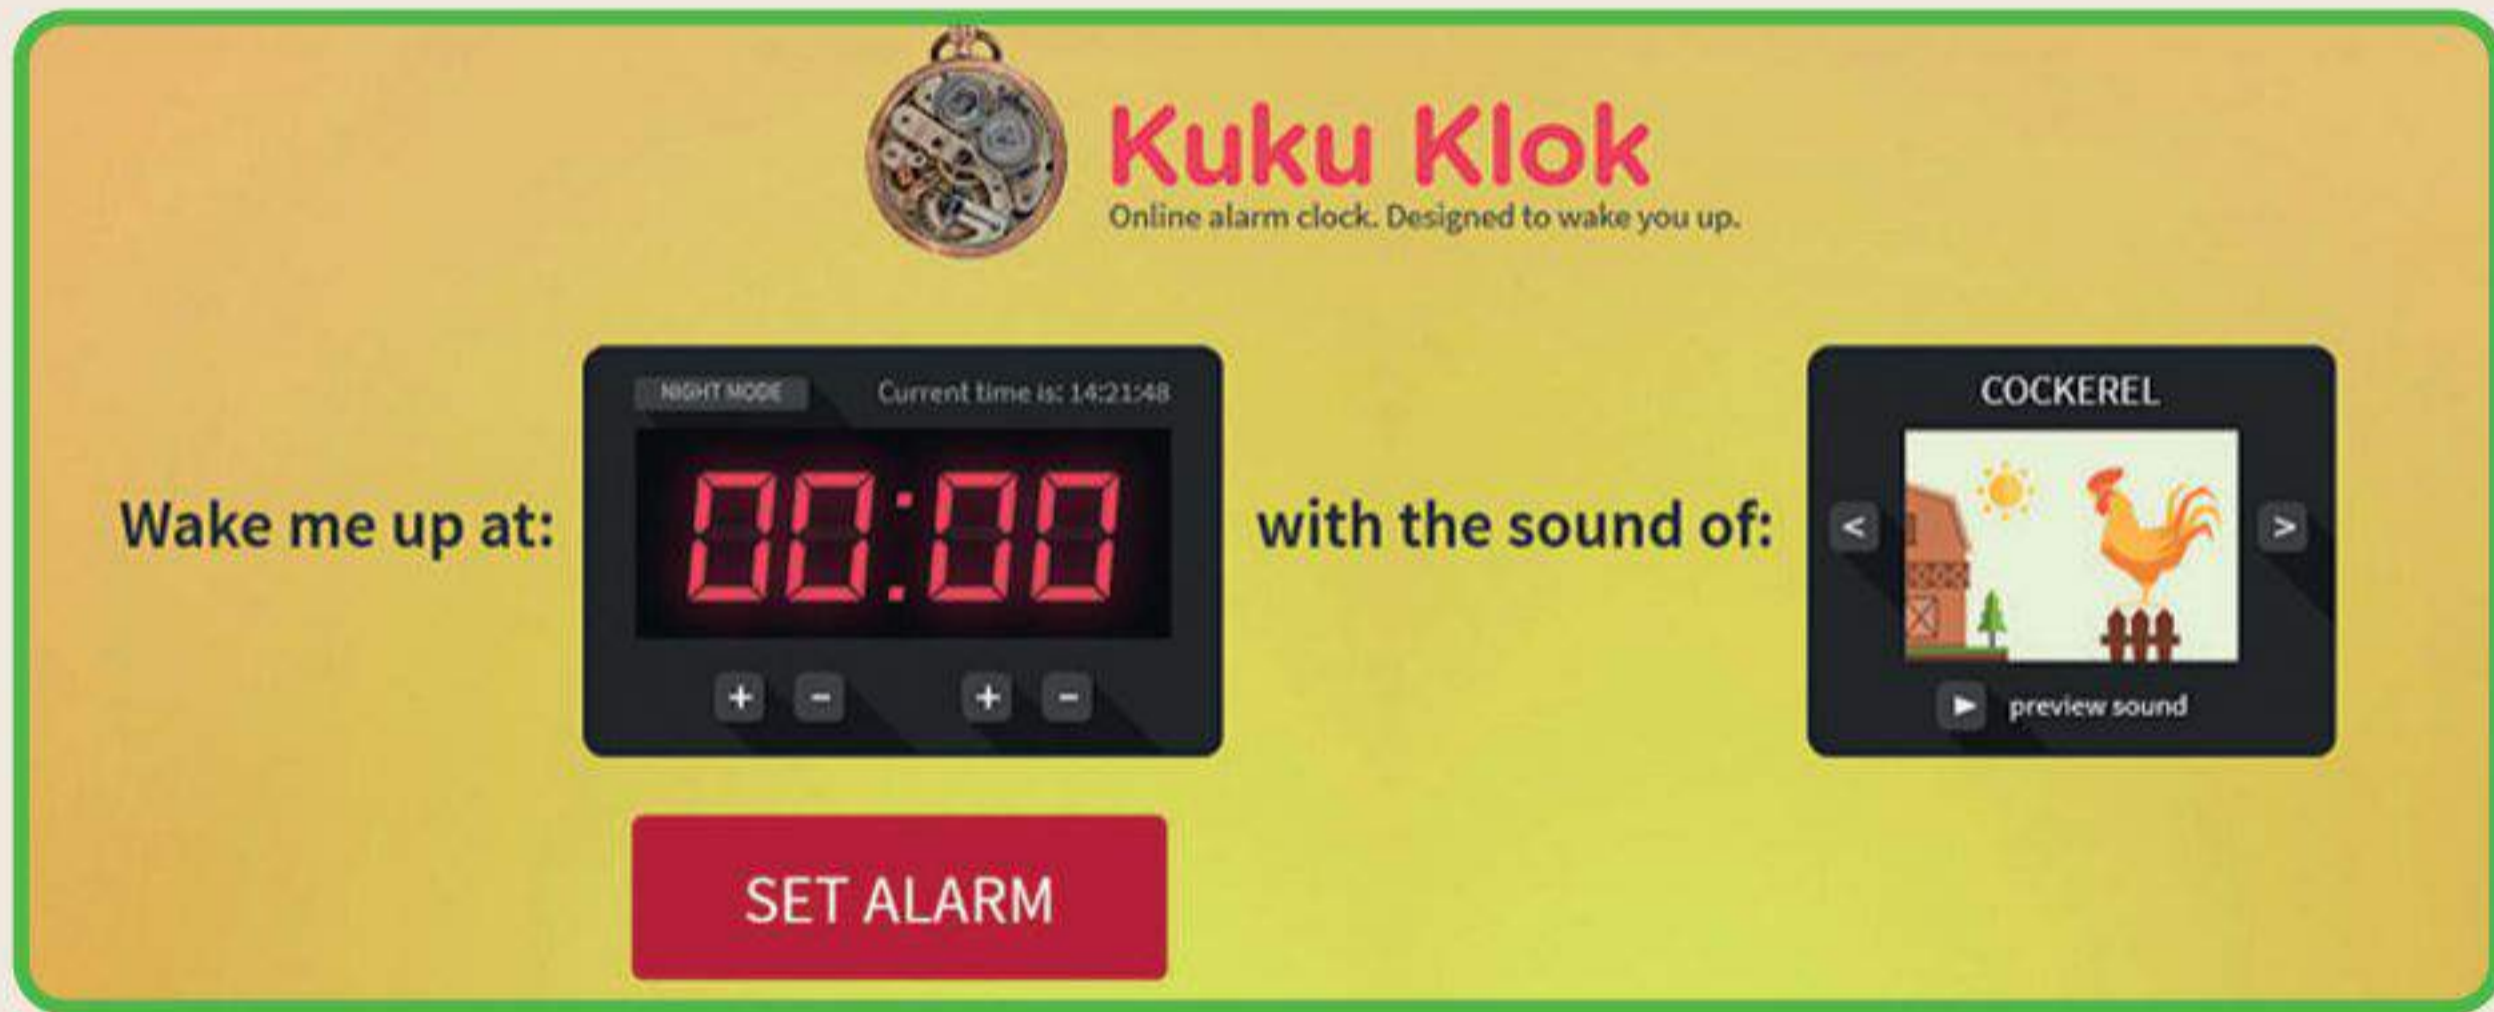 Kuku Klok
Online alarm clock. Designed to wake you up.
NIGHT MODE
Current time is: 14:21:48
Wake me up at:
00:00
+ - + -
with the sound of:
COCKEREL
< >
preview sound
SET ALARM